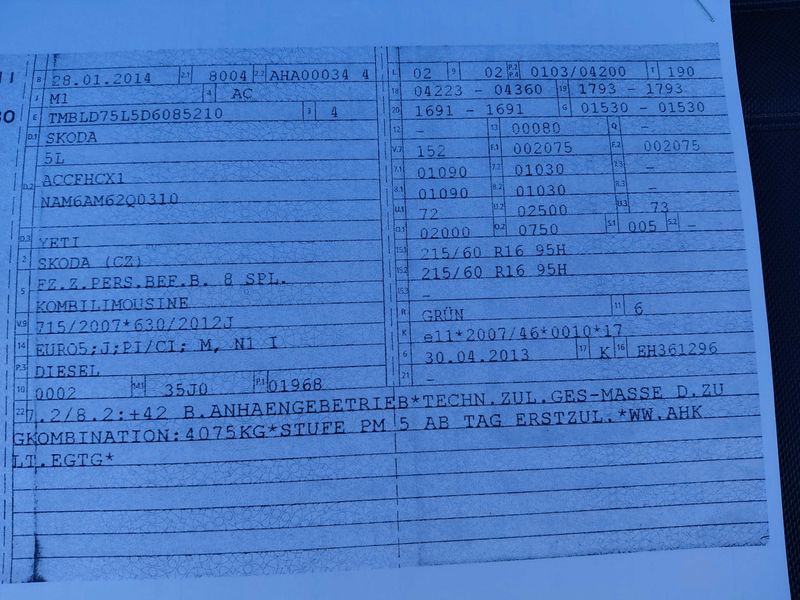 B 28.01.2014 2.1 8004 2.2 AHA00034 4
J M1 4 AC
E TMBLD75L5D6085210 3 4
D.1 SKODA
5L
D.2 ACCFHCX1
NAM6AM62Q0310
D.3 YETI
2 SKODA (CZ)
5 FZ.Z.PERS.BEF.B. 8 SPL.
KOMBILIMOUSINE
V.9 715/2007*630/2012J
14 EURO5;J;PI/CI; M, N1 I
P.3 DIESEL
10 0002 14.1 35J0 P.1 01968
L 02 9 02 P.2 P.4 0103/04200 T 190
18 04223 - 04360 19 1793 - 1793
20 1691 - 1691 G 01530 - 01530
12 - 13 00080 Q -
V.7 152 F.1 002075 F.2 002075
7.1 01090 7.2 01030 7.3 -
8.1 01090 8.2 01030 8.3 -
U.1 72 U.2 02500 U.3 73
O.1 02000 O.2 0750 S.1 005 S.2 -
15.1 215/60 R16 95H
15.2 215/60 R16 95H
15.3 -
R GRÜN 11 6
K e11*2007/46*0010*17
6 30.04.2013 17 K 16 EH361296
21 -
22 7.2/8.2:+42 B.ANHAENGEBETRIEB*TECHN.ZUL.GES-MASSE D.ZU
GKOMBINATION:4075KG*STUFE PM 5 AB TAG ERSTZUL.*WW.AHK
LT.EGTG*